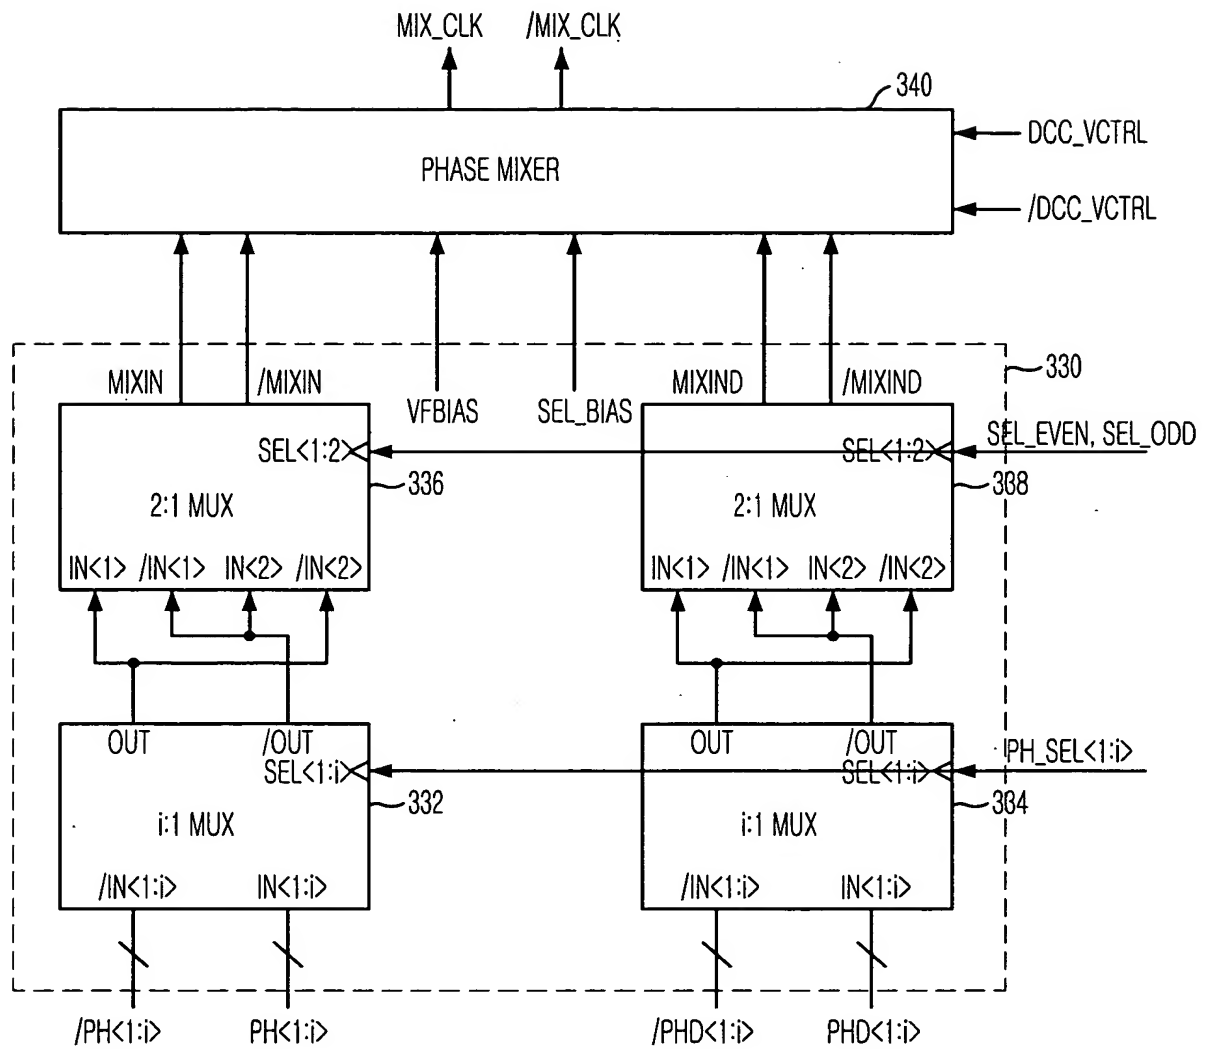 MIX_CLK /MIX_CLK
340
DCC_VCTRL
PHASE MIXER
/DCC_VCTRL
330
MIXIN /MIXIN MIXIND /MIXIND
VFBIAS SEL_BIAS
SEL_EVEN, SEL_ODD
SEL<1:2> SEL<1:2>
336 338
2:1 MUX 2:1 MUX
IN<1> /IN<1> IN<2> /IN<2> IN<1> /IN<1> IN<2> /IN<2>
OUT /OUT OUT /OUT
PH_SEL<1:i>
SEL<1:i> SEL<1:i>
332 334
i:1 MUX i:1 MUX
/IN<1:i> IN<1:i> /IN<1:i> IN<1:i>
/PH<1:i> PH<1:i> /PHD<1:i> PHD<1:i>